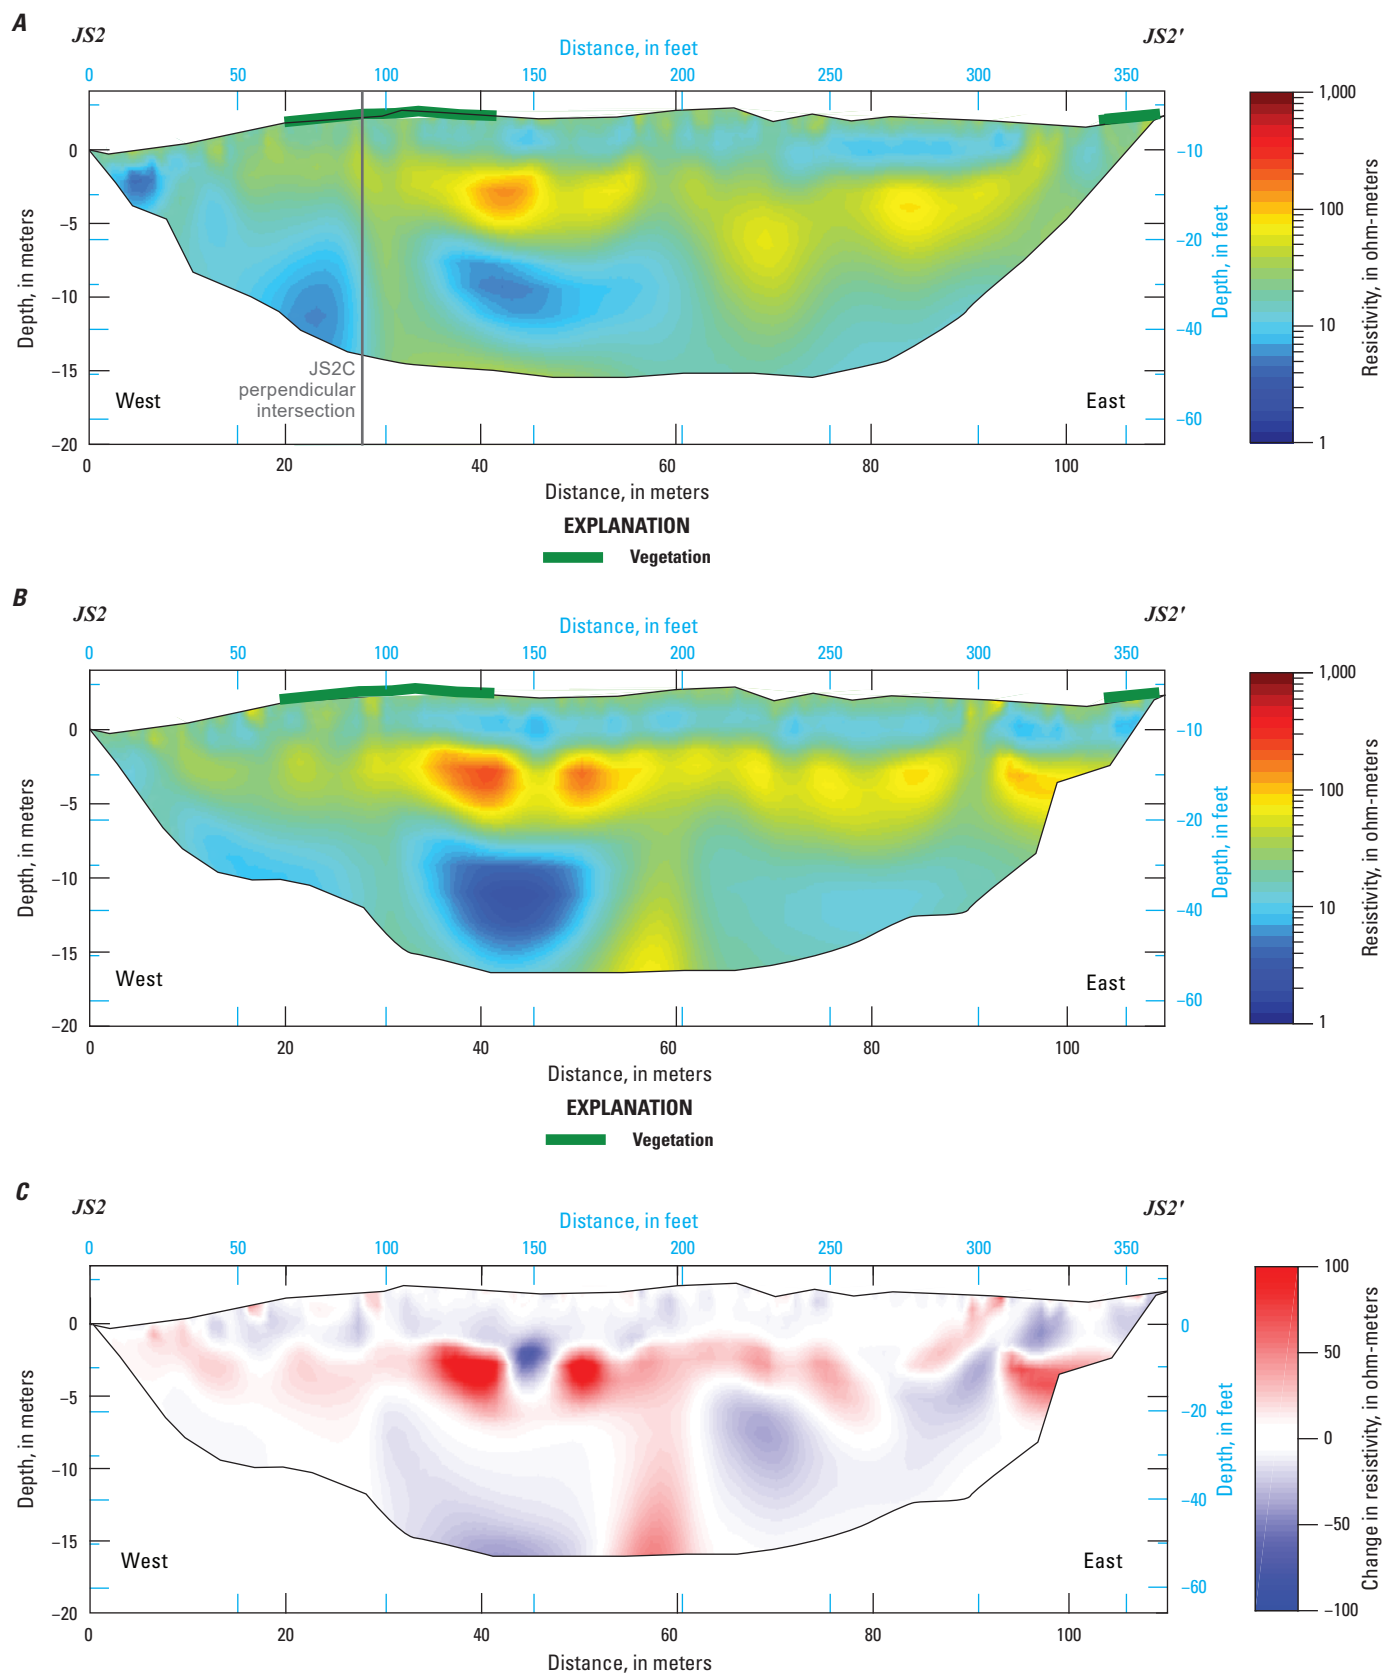 A
JS2
JS2′
Distance, in feet
0 50 100 150 200 250 300 350
0
−5
−10
−15
−20
Depth, in meters
−10
−20
−40
−60
Depth, in feet
JS2C
perpendicular
intersection
West
East
0 20 40 60 80 100
Distance, in meters
1,000
100
10
1
Resistivity, in ohm-meters
EXPLANATION
Vegetation
B
JS2
JS2′
Distance, in feet
0 50 100 150 200 250 300 350
0
−5
−10
−15
−20
Depth, in meters
−10
−20
−40
−60
Depth, in feet
West
East
0 20 40 60 80 100
Distance, in meters
1,000
100
10
1
Resistivity, in ohm-meters
EXPLANATION
Vegetation
C
JS2
JS2′
Distance, in feet
0 50 100 150 200 250 300 350
0
−5
−10
−15
−20
Depth, in meters
0
−20
−40
−60
Depth, in feet
West
East
0 20 40 60 80 100
Distance, in meters
100
50
0
−50
−100
Change in resistivity, in ohm-meters